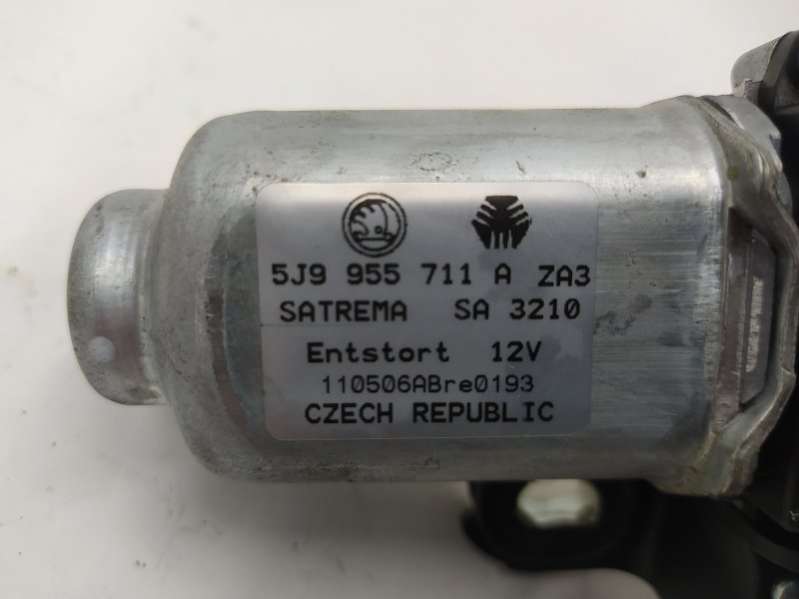 5J9 955 711 A ZA3
SATREMA SA 3210
Entstort 12V
110506ABre0193
CZECH REPUBLIC